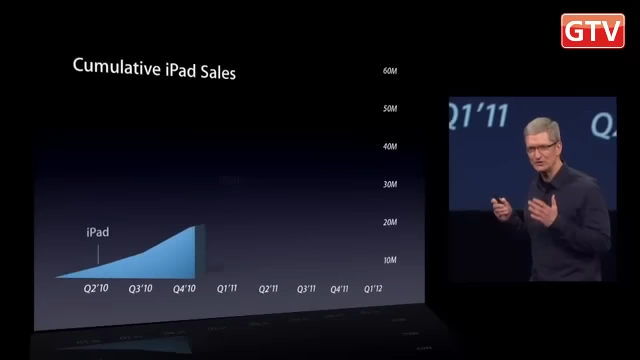 GTV
Cumulative iPad Sales
60M
50M
40M
30M
20M
10M
iPad
Q2'10 Q3'10 Q4'10 Q1'11 Q2'11 Q3'11 Q4'11 Q1'12
Q1'11